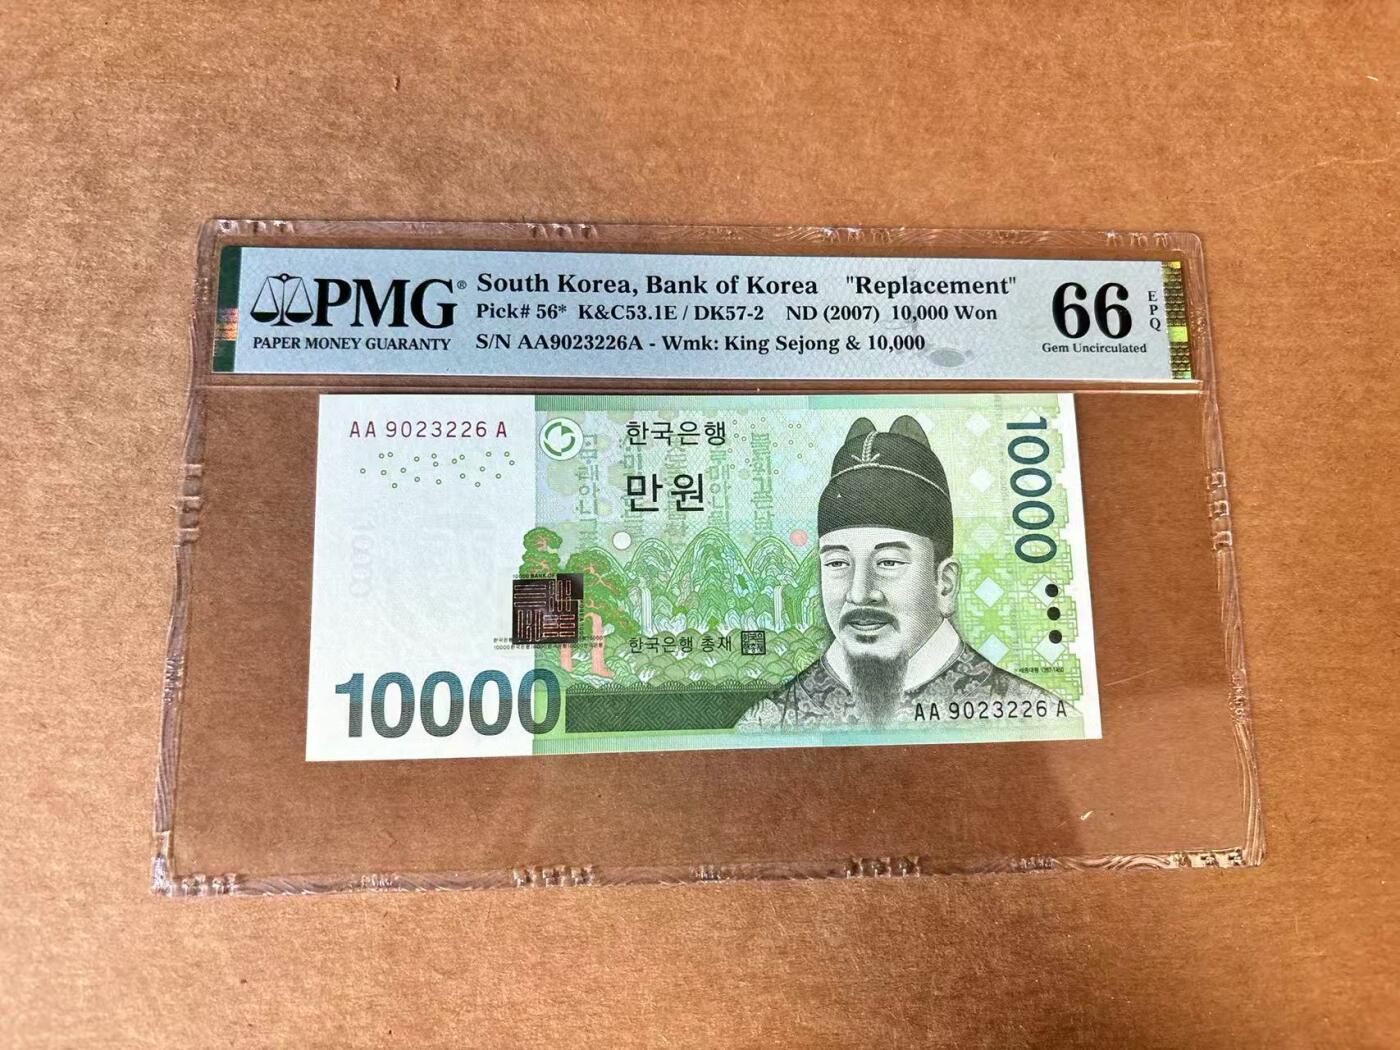 PMG®
PAPER MONEY GUARANTY
South Korea, Bank of Korea "Replacement"
Pick# 56* K&C53.1E / DK57-2 ND (2007) 10,000 Won
S/N AA9023226A - Wmk: King Sejong & 10,000
66
EPQ
Gem Uncirculated
AA 9023226 A
한국은행
만원
10000
10000 BANK OF
한국은행 총재
10000
AA 9023226 A